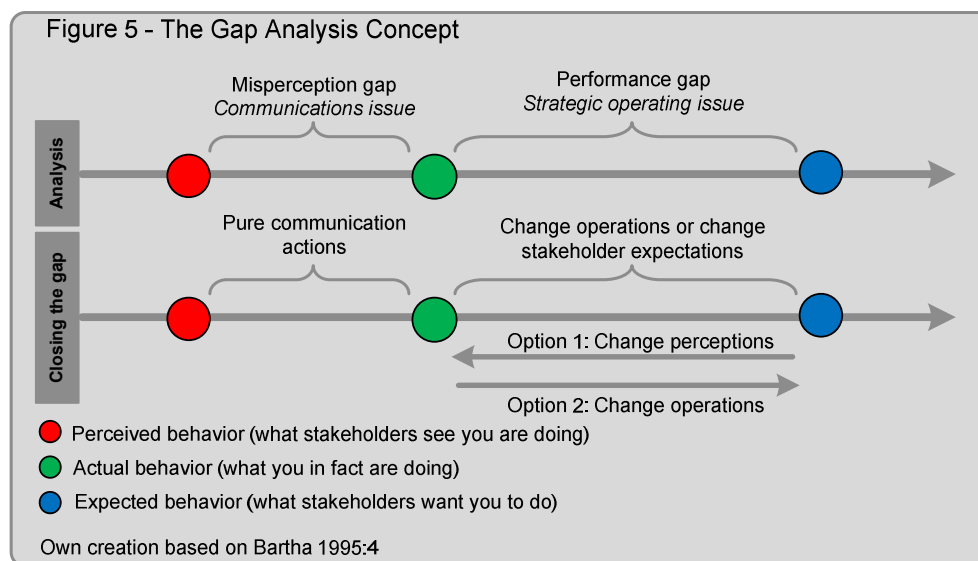 Figure 5 - The Gap Analysis Concept
Misperception gap
Communications issue
Performance gap
Strategic operating issue
Analysis
Pure communication
actions
Change operations or change
stakeholder expectations
Closing the gap
Option 1: Change perceptions
Option 2: Change operations
Perceived behavior (what stakeholders see you are doing)
Actual behavior (what you in fact are doing)
Expected behavior (what stakeholders want you to do)
Own creation based on Bartha 1995:4